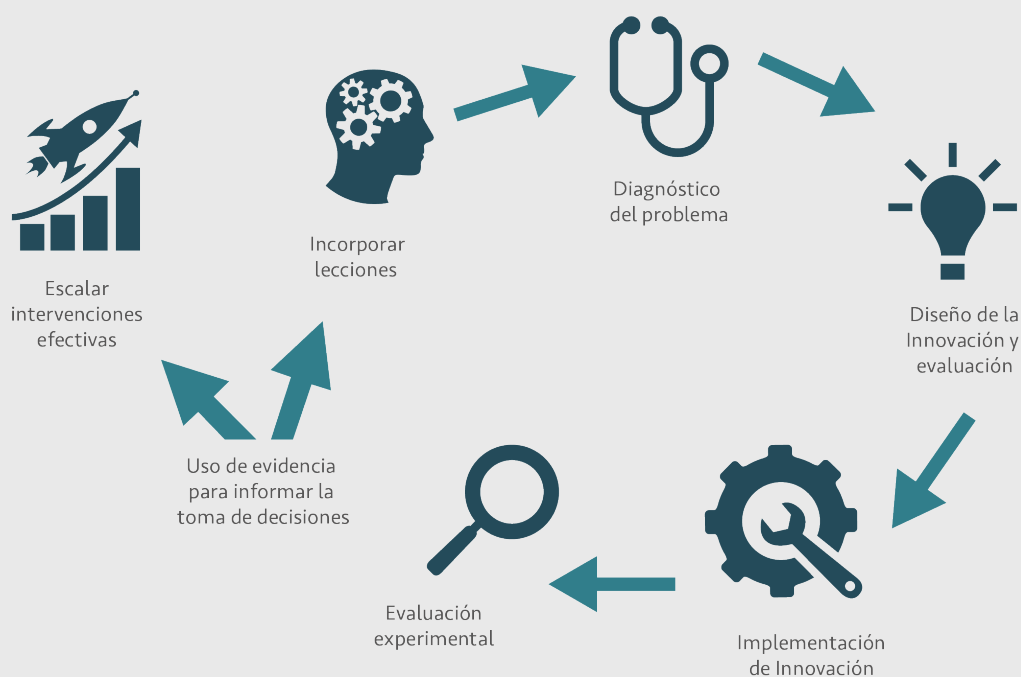 Diagnóstico
del problema
Incorporar
lecciones
Escalar
intervenciones
efectivas
Diseño de la
Innovación y
evaluación
Uso de evidencia
para informar la
toma de decisiones
Evaluación
experimental
Implementación
de Innovación